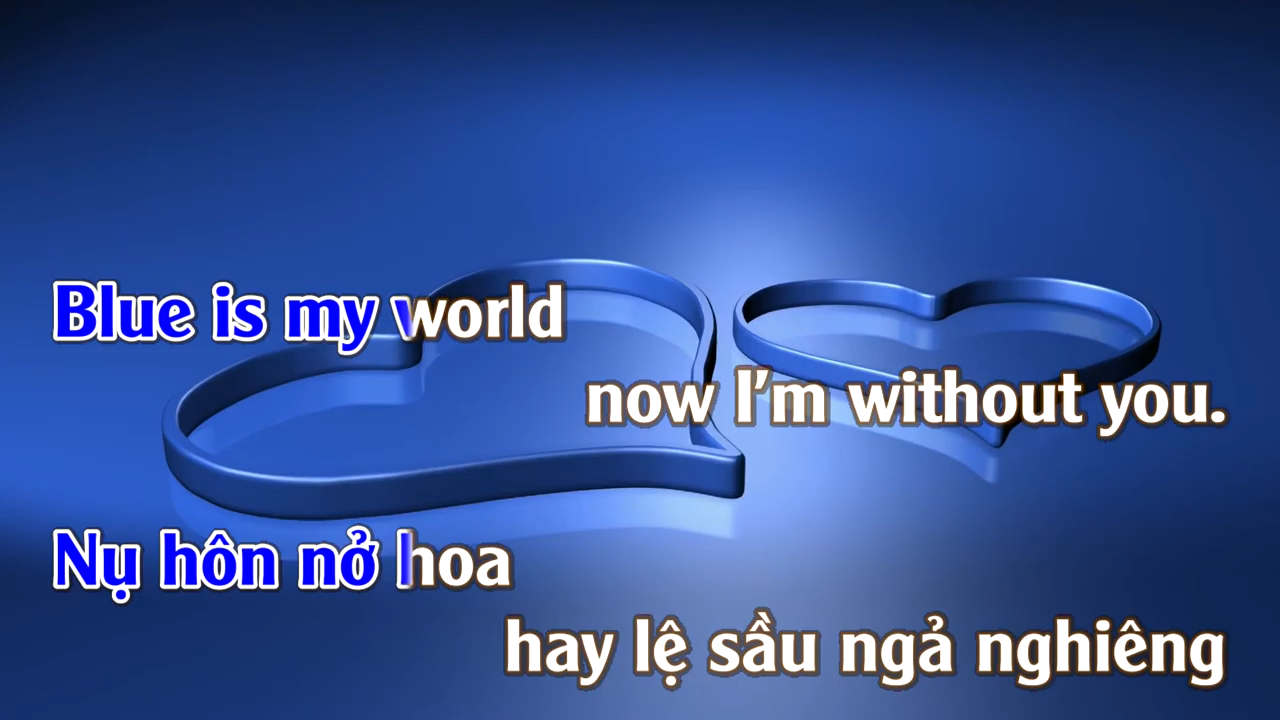 Blue is my world
now I'm without you.
Nụ hôn nở hoa
hay lệ sầu ngả nghiêng